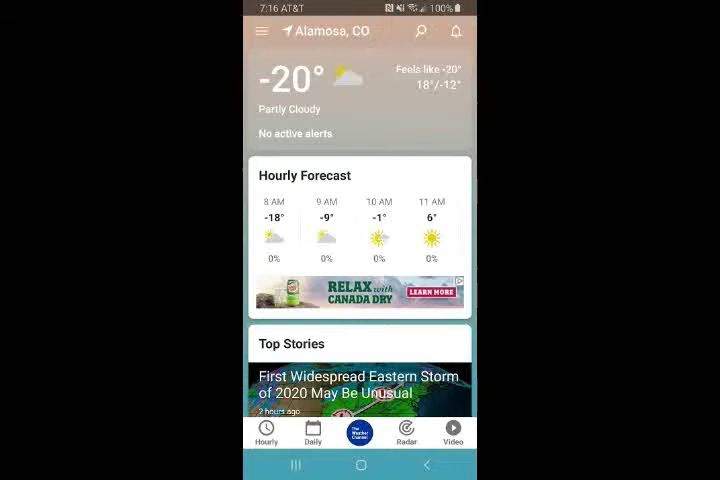 7:16 AT&T 100%
Alamosa, CO
-20°
Feels like -20°
18°/-12°
Partly Cloudy
No active alerts
Hourly Forecast
8 AM 9 AM 10 AM 11 AM
-18° -9° -1° 6°
0% 0% 0% 0%
RELAX with
CANADA DRY
LEARN MORE
Top Stories
First Widespread Eastern Storm
of 2020 May Be Unusual
2 hours ago
The
Weather
Channel
Hourly Daily Radar Video